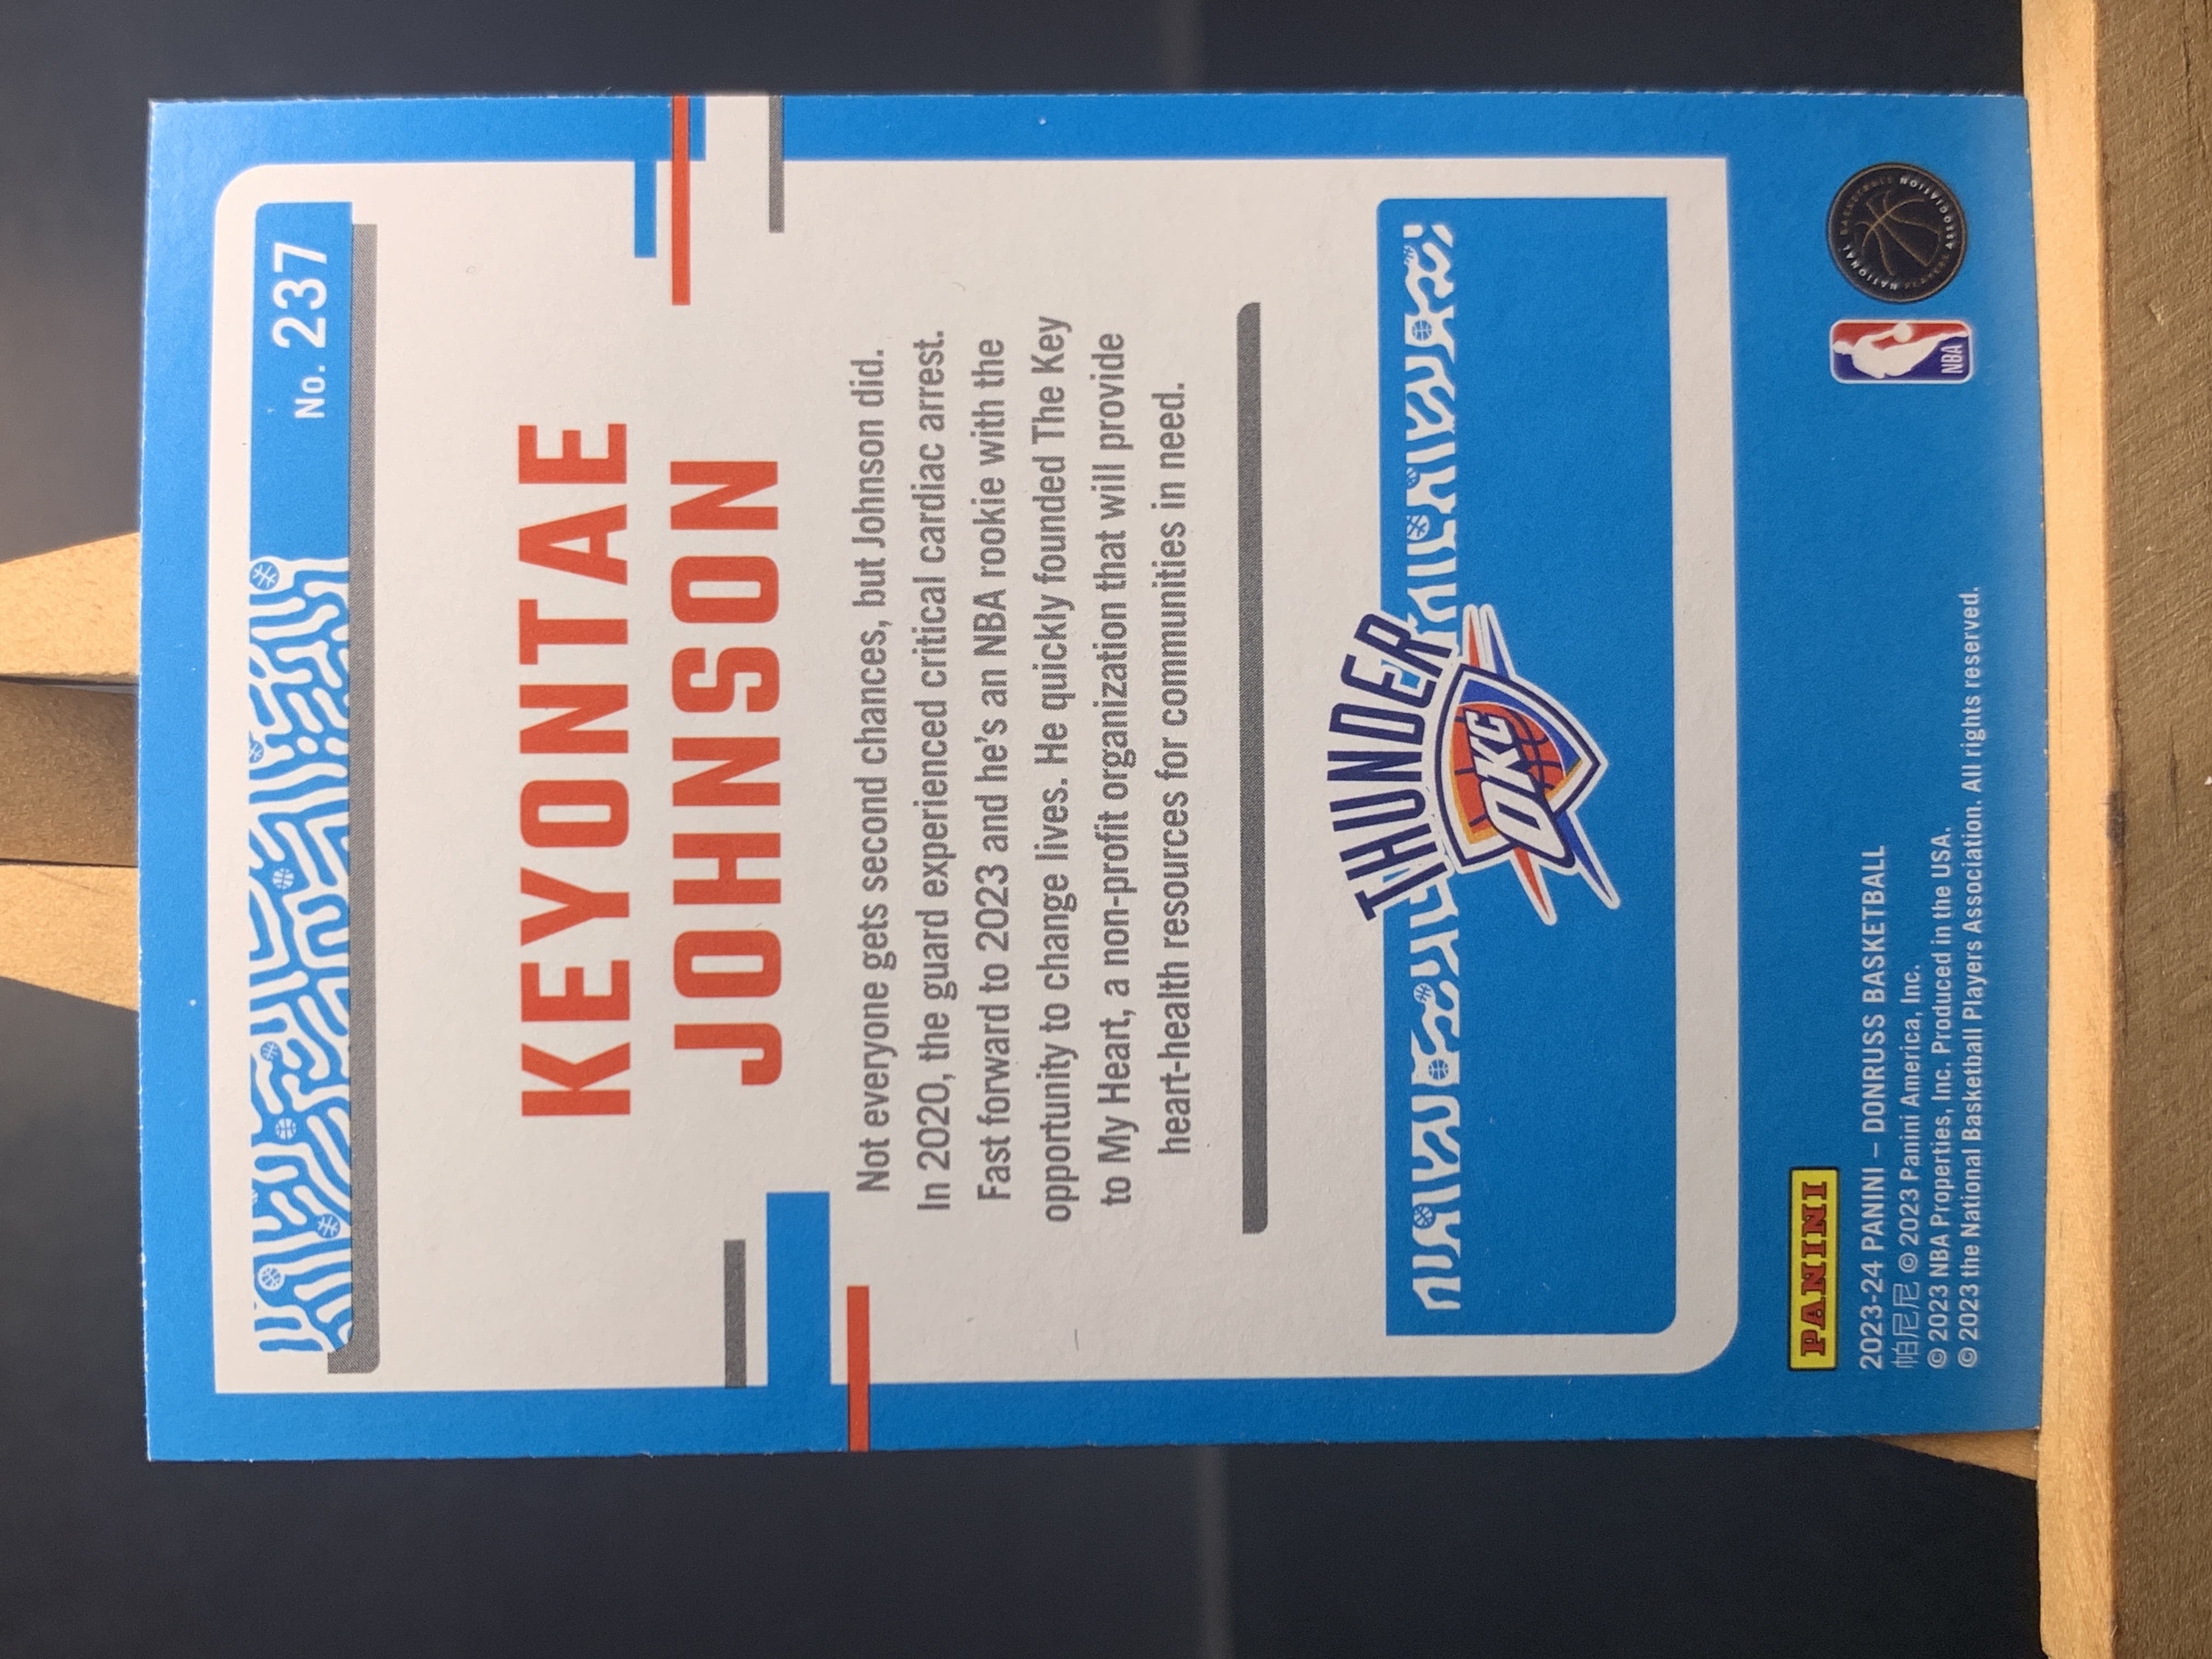 No. 237
KEYONTAE
JOHNSON
Not everyone gets second chances, but Johnson did.
In 2020, the guard experienced critical cardiac arrest.
Fast forward to 2023 and he's an NBA rookie with the
opportunity to change lives. He quickly founded The Key
to My Heart, a non-profit organization that will provide
heart-health resources for communities in need.
THUNDER
OKC
PANINI
2023-24 PANINI – DONRUSS BASKETBALL
帕尼尼 © 2023 Panini America, Inc.
© 2023 NBA Properties, Inc. Produced in the USA.
© 2023 the National Basketball Players Association. All rights reserved.
NBA
NATIONAL BASKETBALL PLAYERS ASSOCIATION